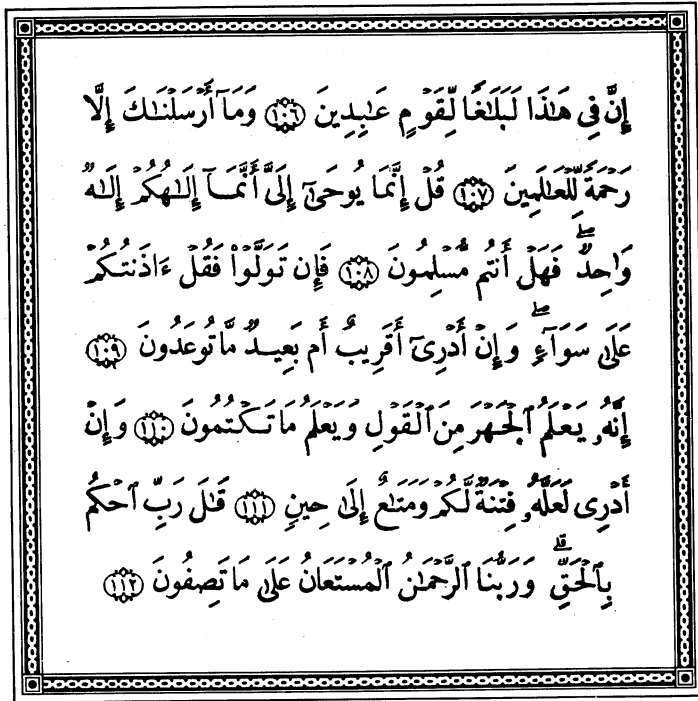 إِنَّ فِي هَٰذَا لَبَلَٰغًا لِّقَوْمٍ عَٰبِدِينَ ١٠٦ وَمَآ أَرْسَلْنَٰكَ إِلَّا
رَحْمَةً لِّلْعَٰلَمِينَ ١٠٧ قُلْ إِنَّمَا يُوحَىٰٓ إِلَىَّ أَنَّمَآ إِلَٰهُكُمْ إِلَٰهٌ
وَٰحِدٌ ۖ فَهَلْ أَنتُم مُّسْلِمُونَ ١٠٨ فَإِن تَوَلَّوْا۟ فَقُلْ ءَاذَنتُكُمْ
عَلَىٰ سَوَآءٍ ۖ وَإِنْ أَدْرِىٓ أَقَرِيبٌ أَم بَعِيدٌ مَّا تُوعَدُونَ ١٠٩
إِنَّهُۥ يَعْلَمُ ٱلْجَهْرَ مِنَ ٱلْقَوْلِ وَيَعْلَمُ مَا تَكْتُمُونَ ١١٠ وَإِنْ
أَدْرِى لَعَلَّهُۥ فِتْنَةٌ لَّكُمْ وَمَتَٰعٌ إِلَىٰ حِينٍ ١١١ قَٰلَ رَبِّ ٱحْكُم
بِٱلْحَقِّ ۗ وَرَبُّنَا ٱلرَّحْمَٰنُ ٱلْمُسْتَعَانُ عَلَىٰ مَا تَصِفُونَ ١١٢